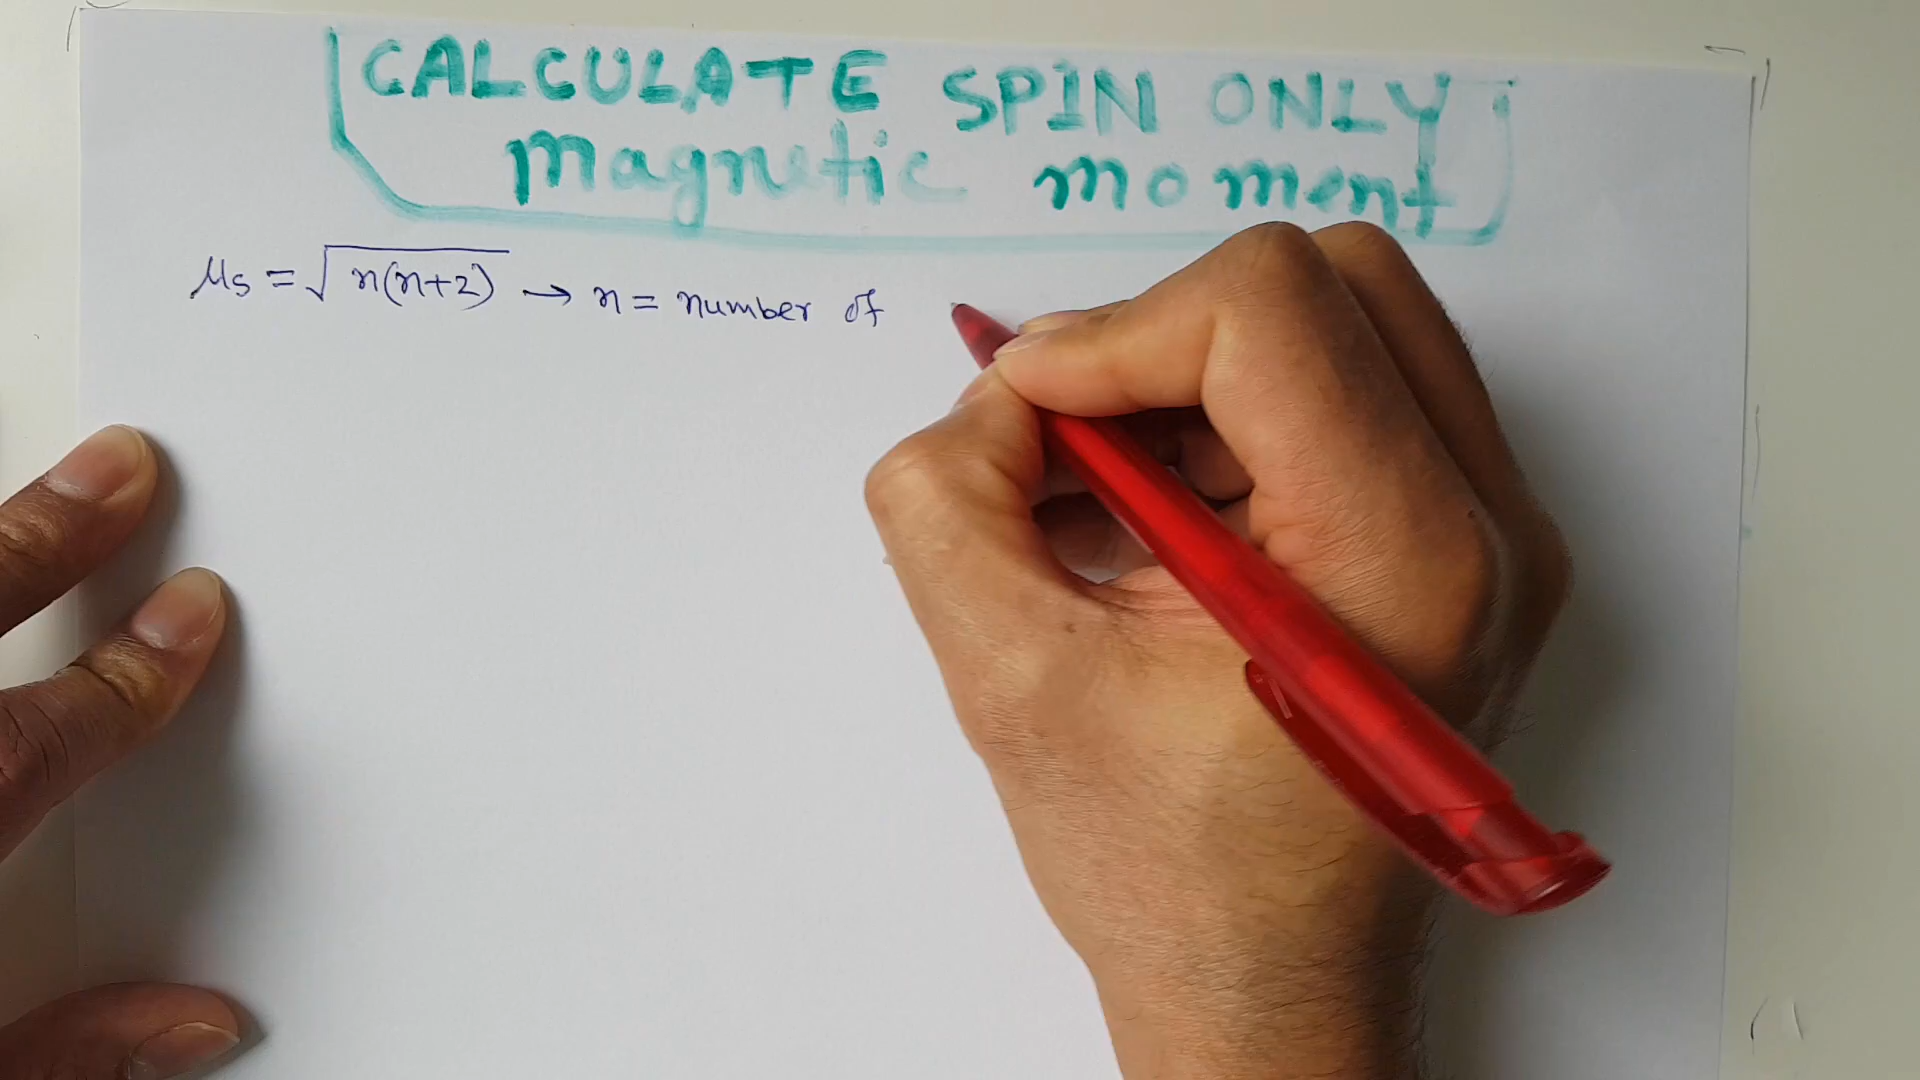 CALCULATE SPIN ONLY
magnetic moment
μs = √n(n+2) → n = number of